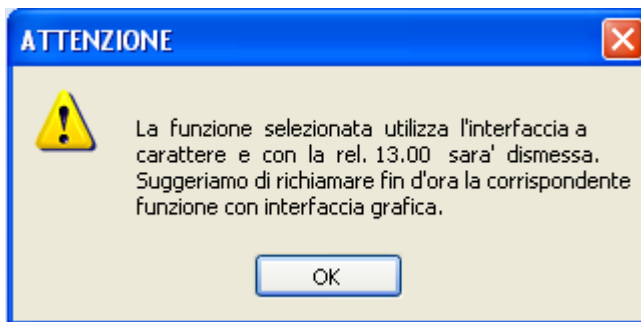 ATTENZIONE
La funzione selezionata utilizza l'interfaccia a
carattere e con la rel. 13.00 sara' dismessa.
Suggeriamo di richiamare fin d'ora la corrispondente
funzione con interfaccia grafica.
OK